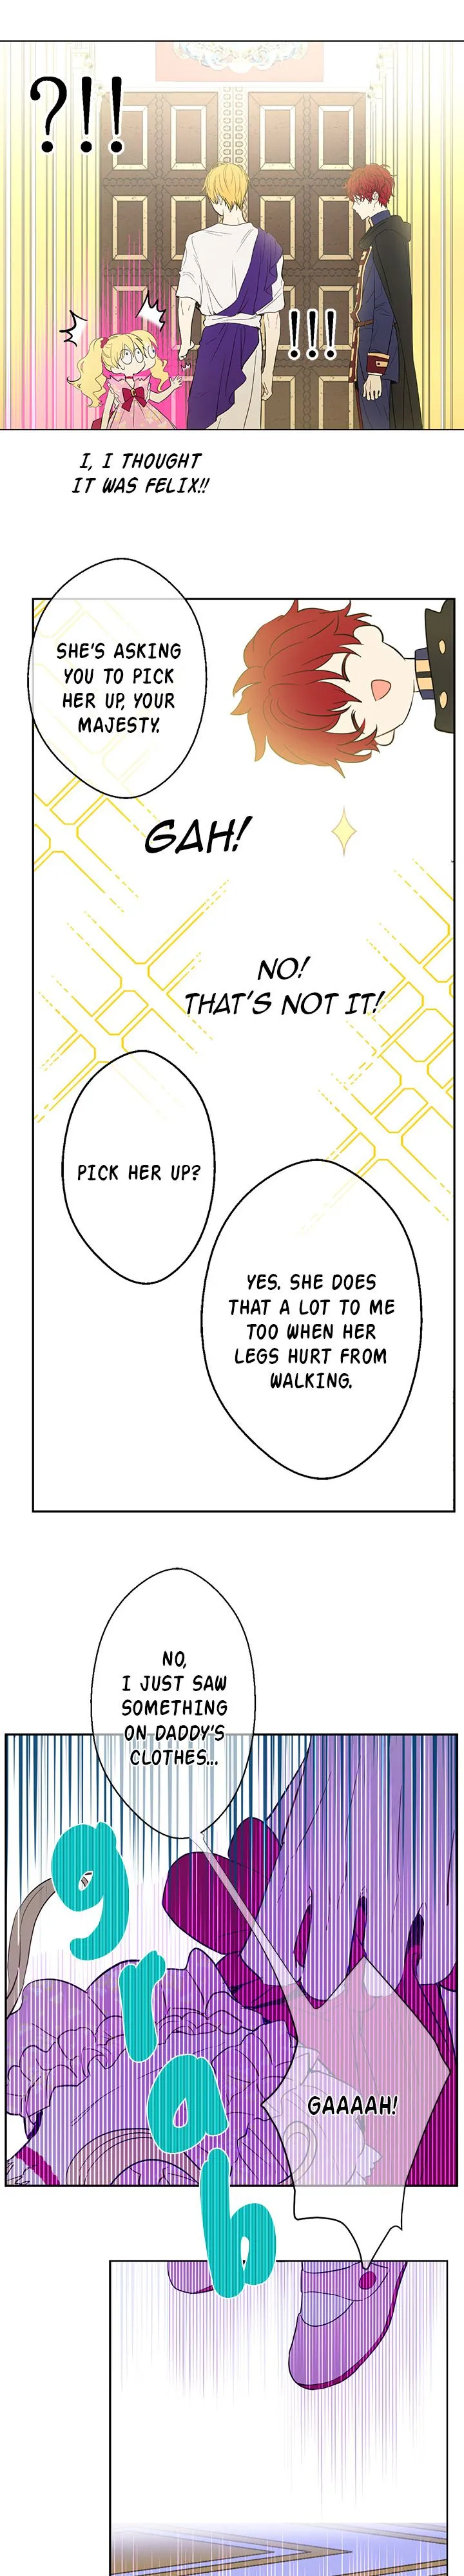 ?!!
!!!
I, I THOUGHT
IT WAS FELIX!!
SHE'S ASKING
YOU TO PICK
HER UP, YOUR
MAJESTY.
GAH!
NO!
THAT'S NOT IT!
PICK HER UP?
YES. SHE DOES
THAT A LOT TO ME
TOO WHEN HER
LEGS HURT FROM
WALKING.
NO,
I JUST SAW
SOMETHING
ON DADDY'S
CLOTHES...
grab
GAAAAH!